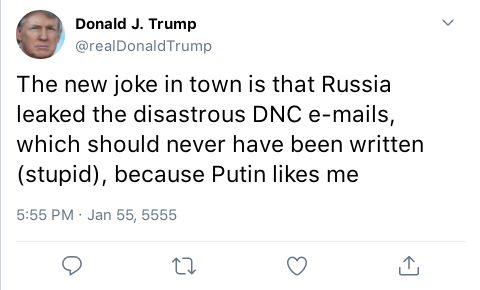 Donald J. Trump
@realDonaldTrump
The new joke in town is that Russia
leaked the disastrous DNC e-mails,
which should never have been written
(stupid), because Putin likes me
5:55 PM · Jan 55, 5555